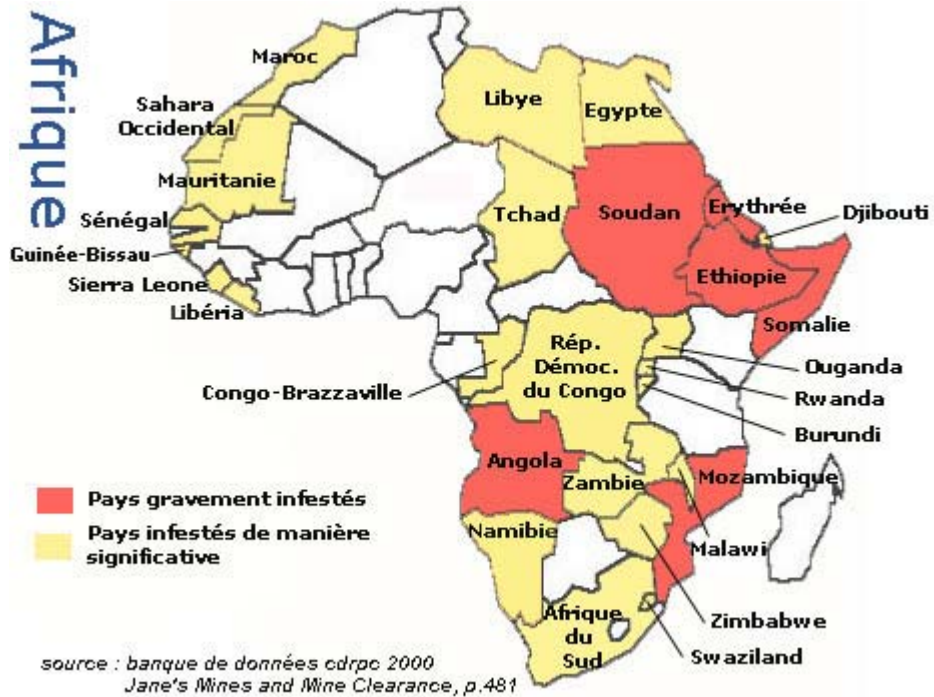 Afrique
Maroc
Sahara
Occidental
Mauritanie
Sénégal
Guinée-Bissau
Sierra Leone
Libéria
Libye
Egypte
Tchad
Soudan
Erythrée
Djibouti
Ethiopie
Somalie
Rép.
Démoc.
du Congo
Congo-Brazzaville
Ouganda
Rwanda
Burundi
Angola
Zambie
Mozambique
Malawi
Namibie
Zimbabwe
Afrique
du
Sud
Swaziland
Pays gravement infestés
Pays infestés de manière
significative
source : banque de données cdrpc 2000
Jane's Mines and Mine Clearance, p.481